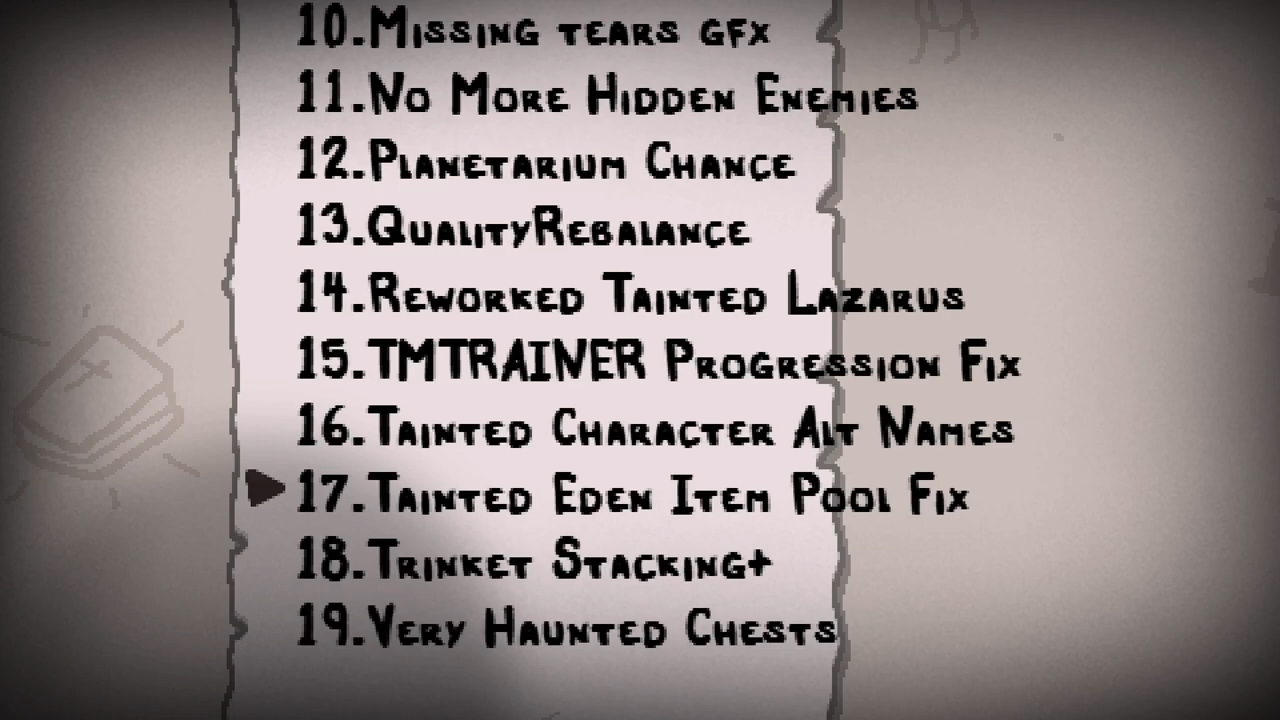 10.Missing tears gfx
11.No More Hidden Enemies
12.Planetarium Chance
13.QualityRebalance
14.Reworked Tainted Lazarus
15.TMTRAINER Progression Fix
16.Tainted Character Alt Names
17.Tainted Eden Item Pool Fix
18.Trinket Stacking+
19.Very Haunted Chests